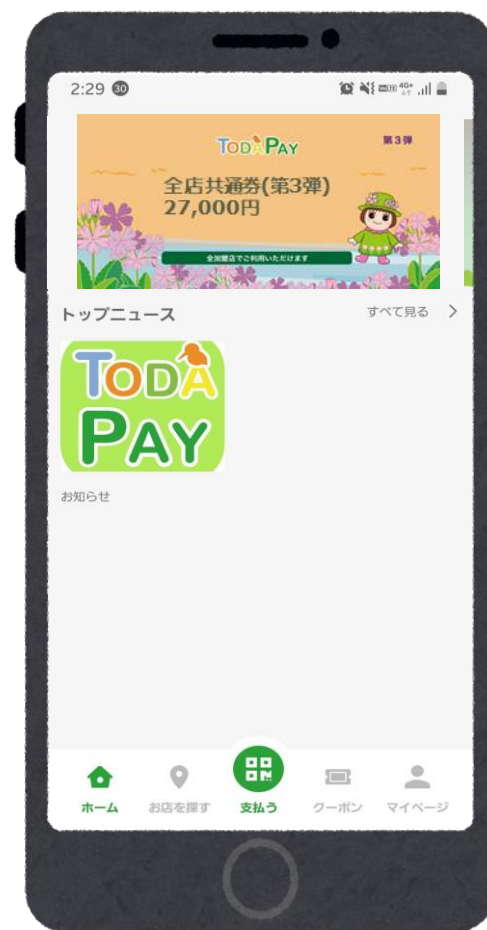 2:29 30
4G+
TODAPAY
第3弾
全店共通券(第3弾)
27,000円
全加盟店でご利用いただけます
トップニュース
すべて見る >
TODA
PAY
お知らせ
ホーム
お店を探す
支払う
クーポン
マイページ